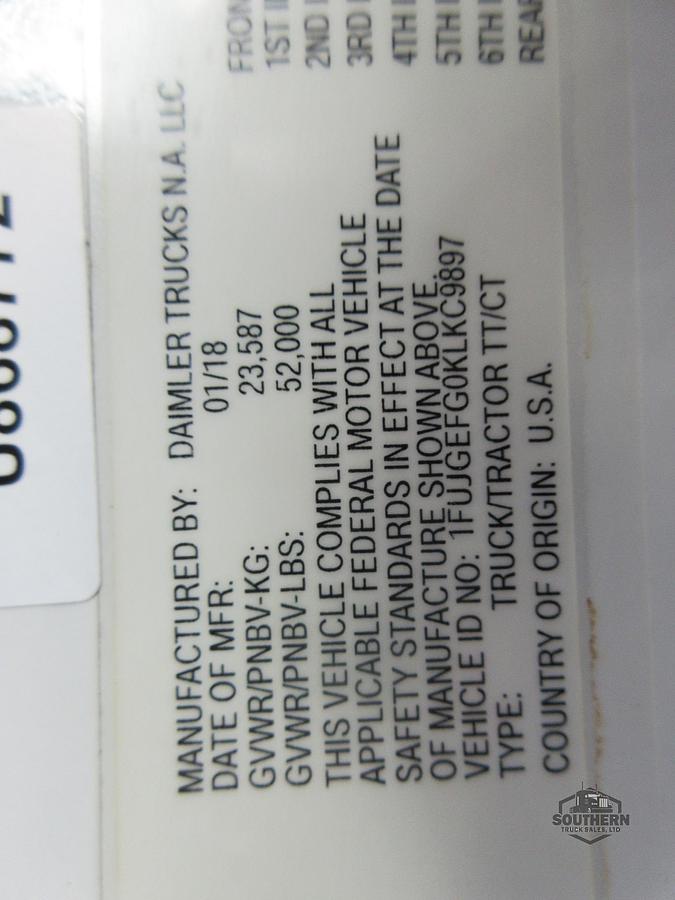 MANUFACTURED BY: DAIMLER TRUCKS N.A. LLC
DATE OF MFR: 01/18
GVWR/PNBV-KG: 23,587
GVWR/PNBV-LBS: 52,000
THIS VEHICLE COMPLIES WITH ALL
APPLICABLE FEDERAL MOTOR VEHICLE
SAFETY STANDARDS IN EFFECT AT THE DATE
OF MANUFACTURE SHOWN ABOVE.
VEHICLE ID NO: 1FUJGEFG0KLKC9897
TYPE: TRUCK/TRACTOR TT/CT
COUNTRY OF ORIGIN: U.S.A.
FRON
1ST I
2ND I
3RD I
4TH I
5TH I
6TH I
REAR
SOUTHERN
TRUCK SALES, LTD